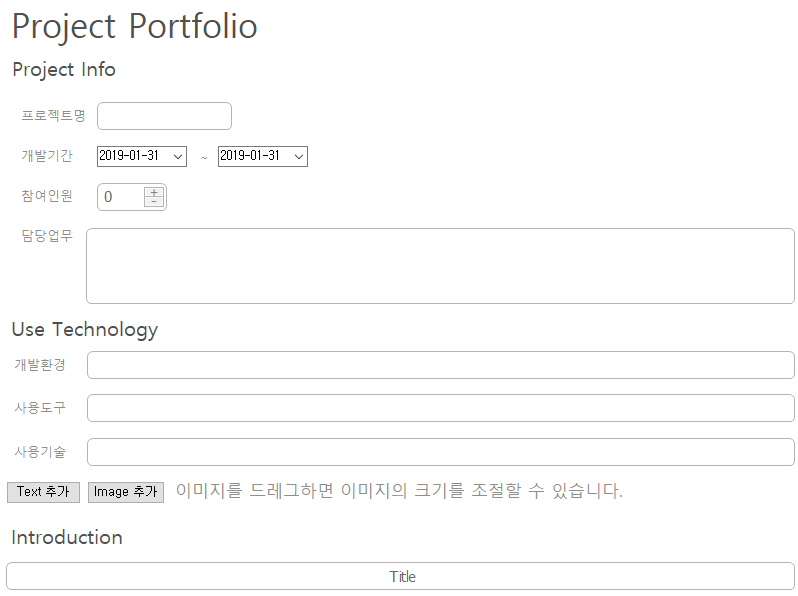 Project Portfolio
Project Info
프로젝트명
개발기간 2019-01-31 ~ 2019-01-31
참여인원 0 + -
담당업무
Use Technology
개발환경
사용도구
사용기술
Text 추가 Image 추가 이미지를 드레그하면 이미지의 크기를 조절할 수 있습니다.
Introduction
Title